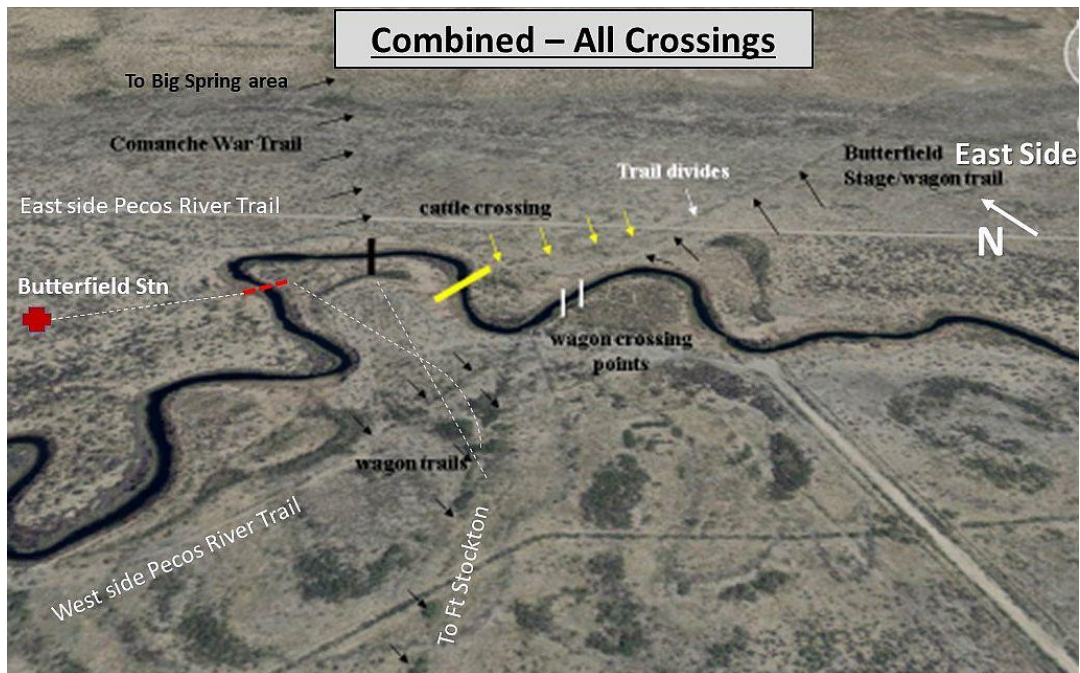 Combined – All Crossings
To Big Spring area
Comanche War Trail
Butterfield
Stage/wagon trail
East Side
Trail divides
East side Pecos River Trail
cattle crossing
N
Butterfield Stn
wagon crossing
points
wagon trails
West side Pecos River Trail
To Ft Stockton